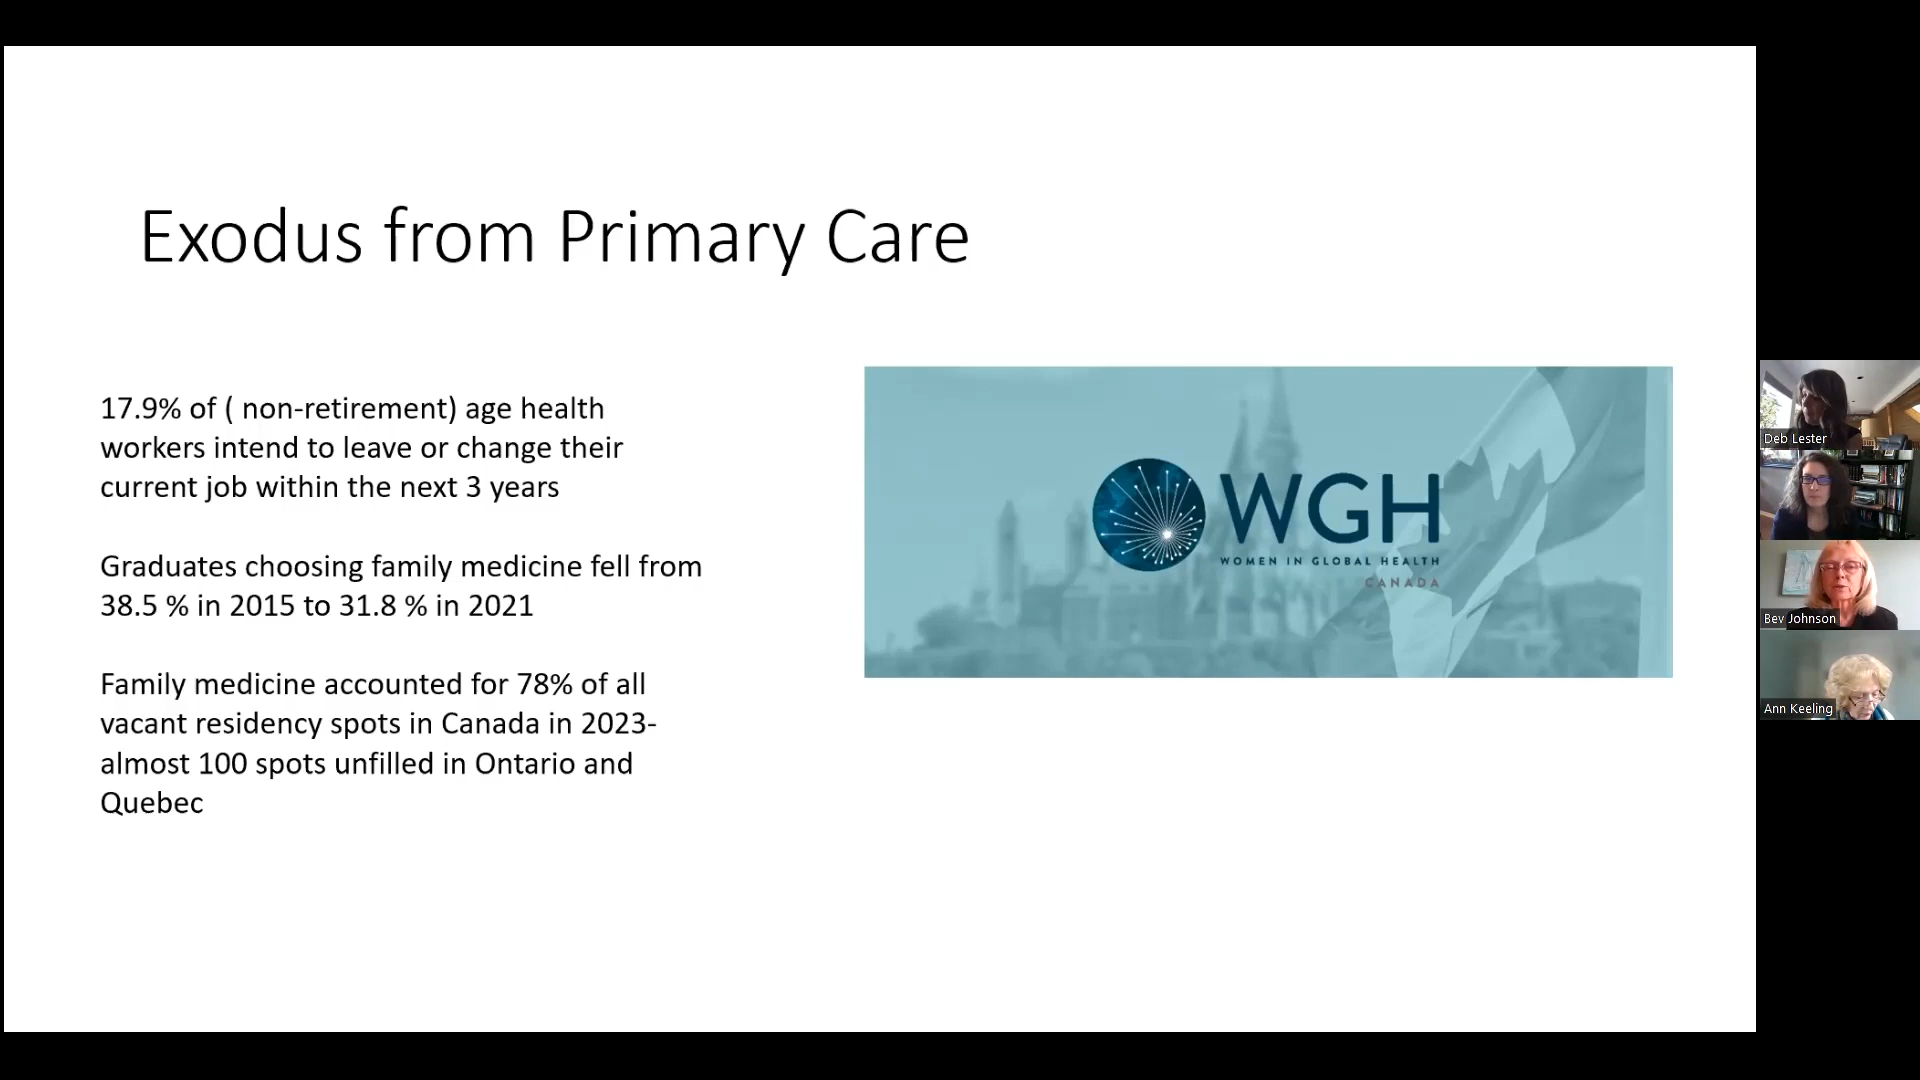 Exodus from Primary Care
17.9% of ( non-retirement) age health
workers intend to leave or change their
current job within the next 3 years
Graduates choosing family medicine fell from
38.5 % in 2015 to 31.8 % in 2021
Family medicine accounted for 78% of all
vacant residency spots in Canada in 2023-
almost 100 spots unfilled in Ontario and
Quebec
WGH
WOMEN IN GLOBAL HEALTH
CANADA
Deb Lester
Bev Johnson
Ann Keeling